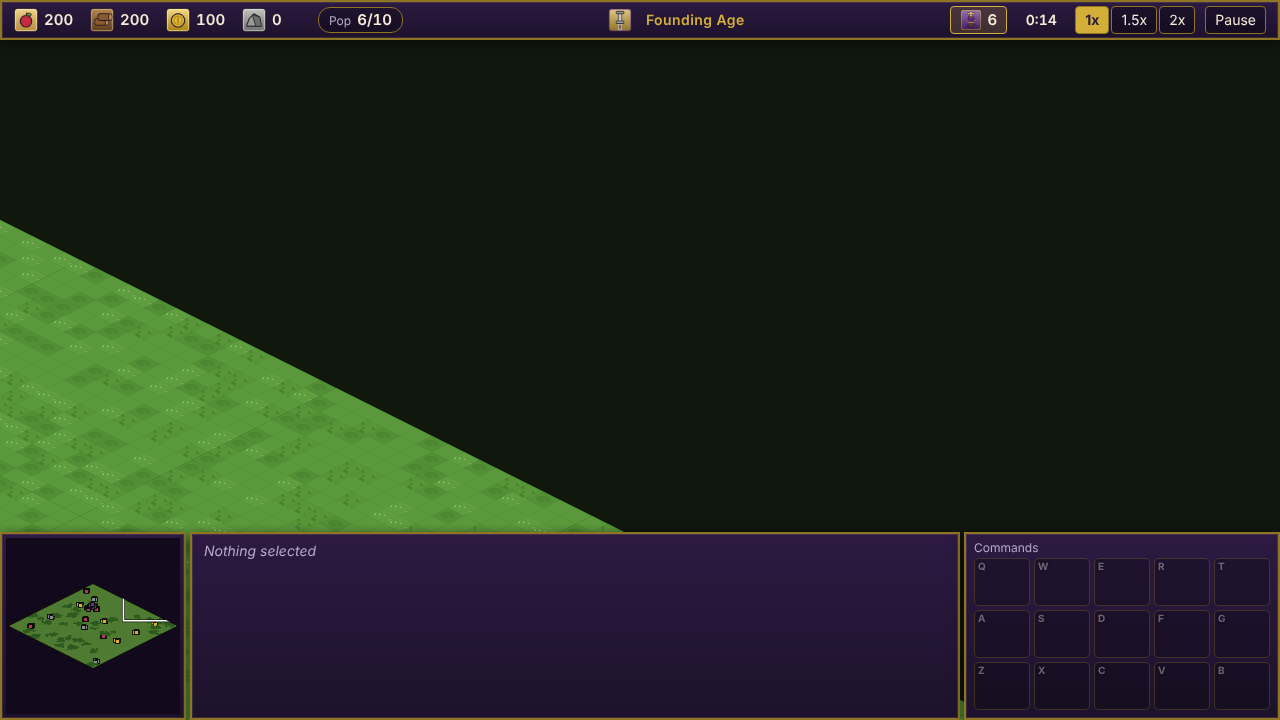 200 200 100 0 Pop 6/10 Founding Age 6 0:14 1x 1.5x 2x Pause
Nothing selected
Commands
Q W E R T
A S D F G
Z X C V B